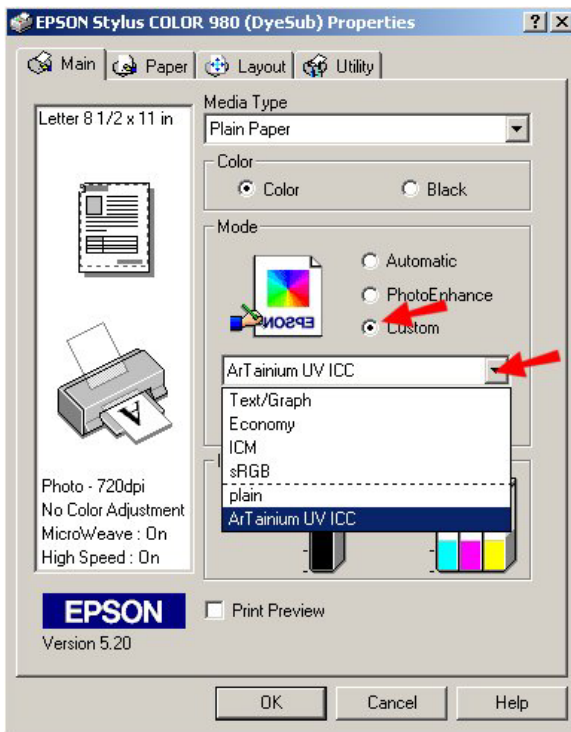 EPSON Stylus COLOR 980 (DyeSub) Properties
Main Paper Layout Utility
Letter 8 1/2 x 11 in
Media Type
Plain Paper
Color
Color Black
Mode
Automatic
PhotoEnhance
Custom
EPSON
ArTainium UV ICC
Text/Graph
Economy
ICM
sRGB
plain
ArTainium UV ICC
A
Photo - 720dpi
No Color Adjustment
MicroWeave : On
High Speed : On
EPSON
Version 5.20
Print Preview
OK Cancel Help